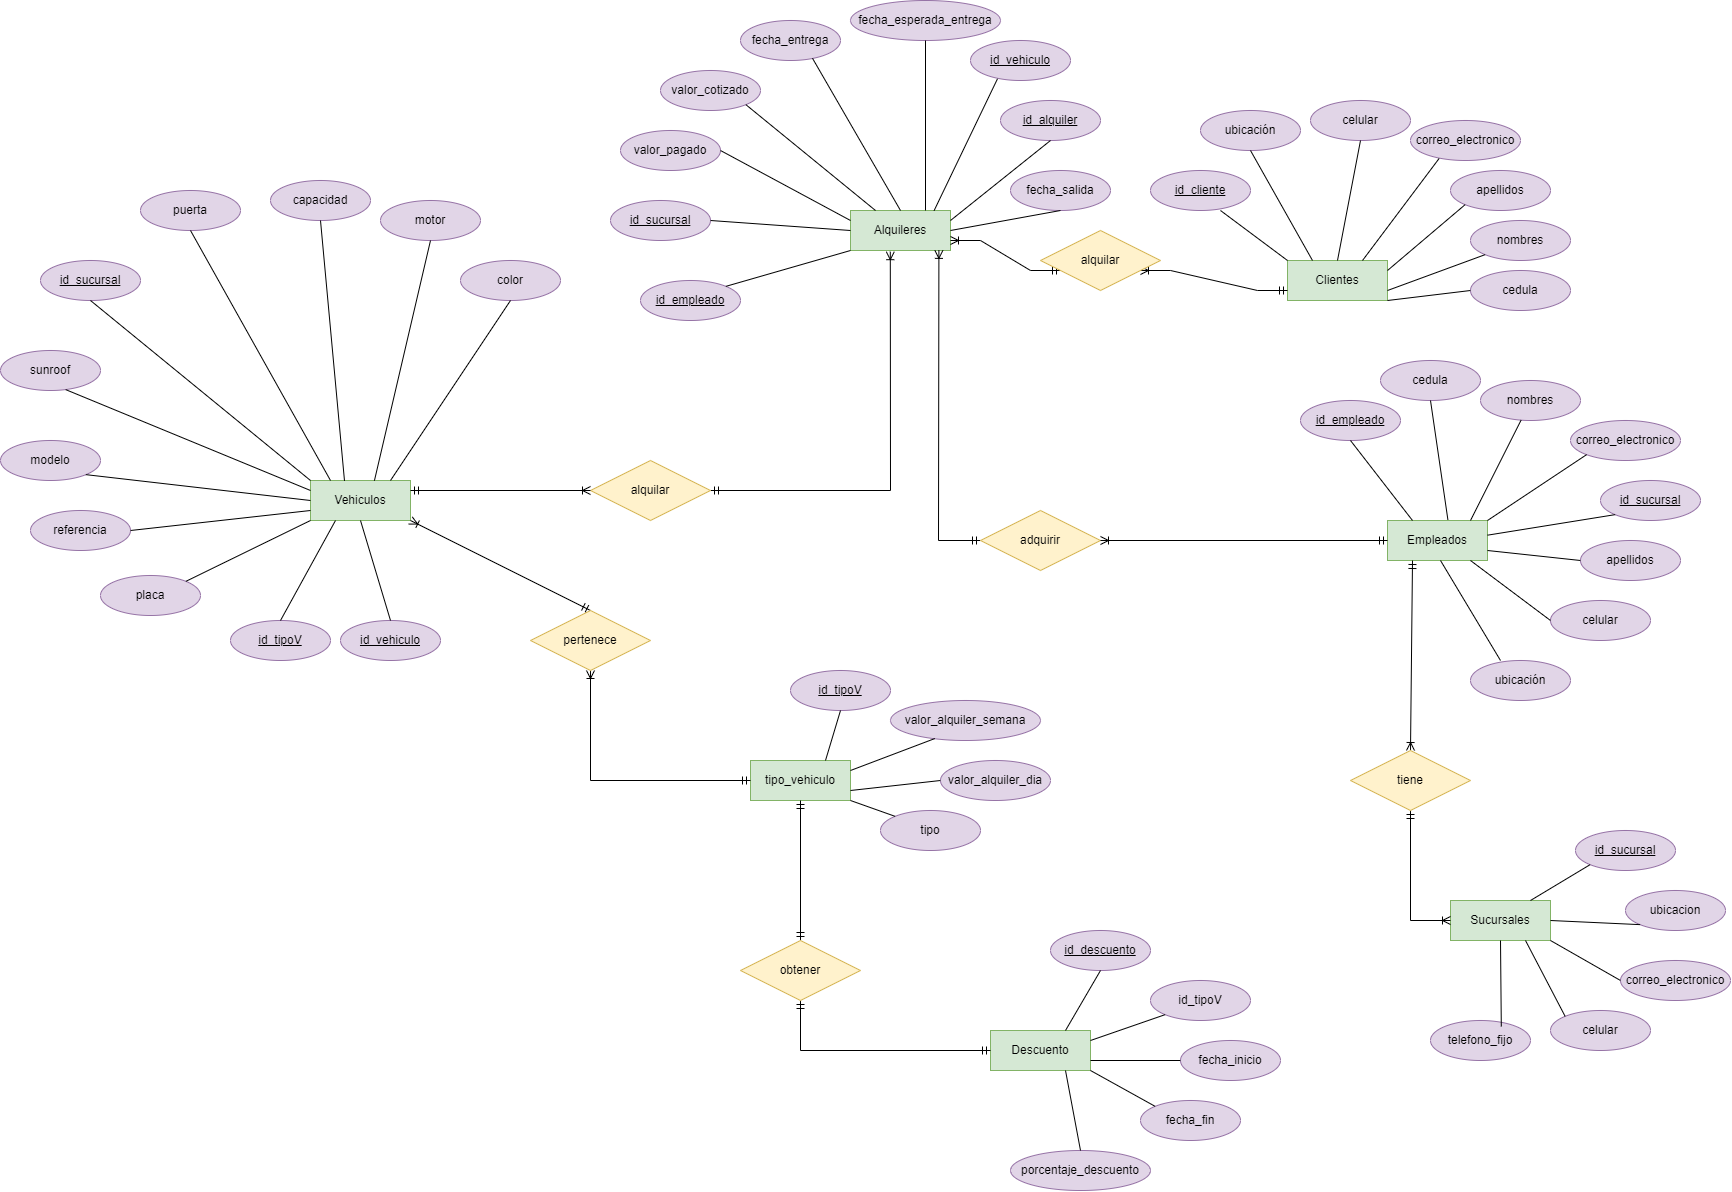 fecha_esperada_entrega
fecha_entrega
id_vehiculo
valor_cotizado
id_alquiler
valor_pagado
fecha_salida
id_sucursal
Alquileres
id_empleado
ubicación
celular
correo_electronico
id_cliente
apellidos
nombres
cedula
Clientes
alquilar
puerta
capacidad
motor
id_sucursal
color
sunroof
modelo
referencia
placa
id_tipoV
id_vehiculo
Vehiculos
alquilar
adquirir
cedula
nombres
id_empleado
correo_electronico
id_sucursal
apellidos
celular
ubicación
Empleados
pertenece
id_tipoV
valor_alquiler_semana
valor_alquiler_dia
tipo
tipo_vehiculo
tiene
id_sucursal
ubicacion
correo_electronico
celular
telefono_fijo
Sucursales
obtener
id_descuento
id_tipoV
fecha_inicio
fecha_fin
porcentaje_descuento
Descuento